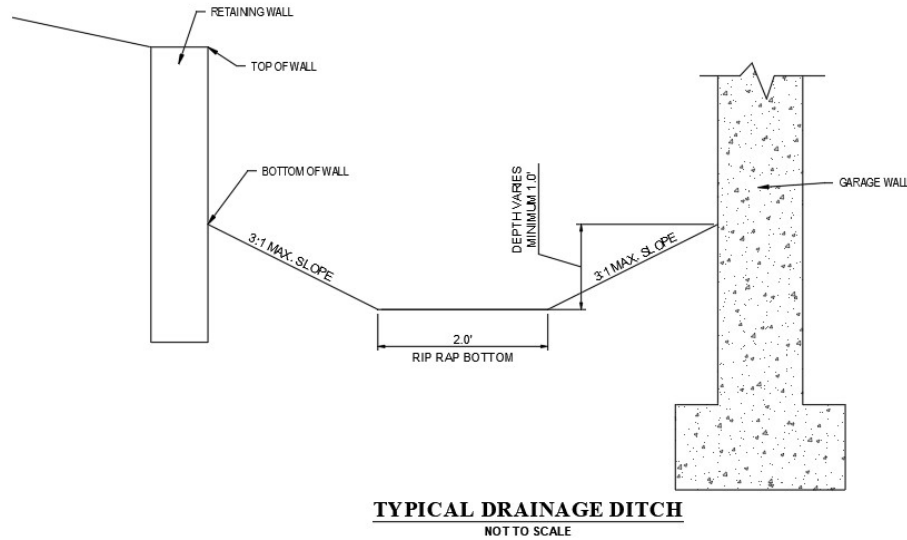 RETAINING WALL
TOP OF WALL
BOTTOM OF WALL
3:1 MAX. SLOPE
DEPTH VARIES
MINIMUM 1.0'
3:1 MAX. SLOPE
GARAGE WALL
2.0'
RIP RAP BOTTOM
TYPICAL DRAINAGE DITCH
NOT TO SCALE